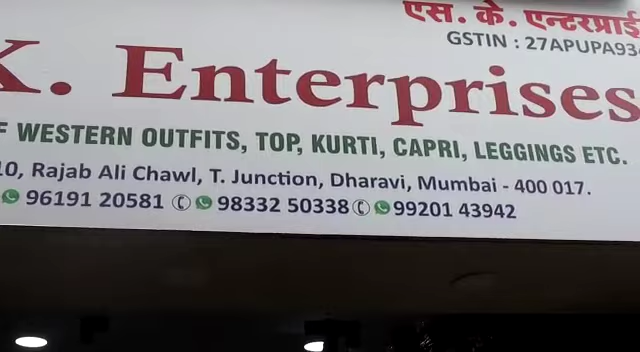 एस. के. एन्टरप्राई
GSTIN : 27APUPA934
K. Enterprises
F WESTERN OUTFITS, TOP, KURTI, CAPRI, LEGGINGS ETC.
10, Rajab Ali Chawl, T. Junction, Dharavi, Mumbai - 400 017.
96191 20581 98332 50338 99201 43942